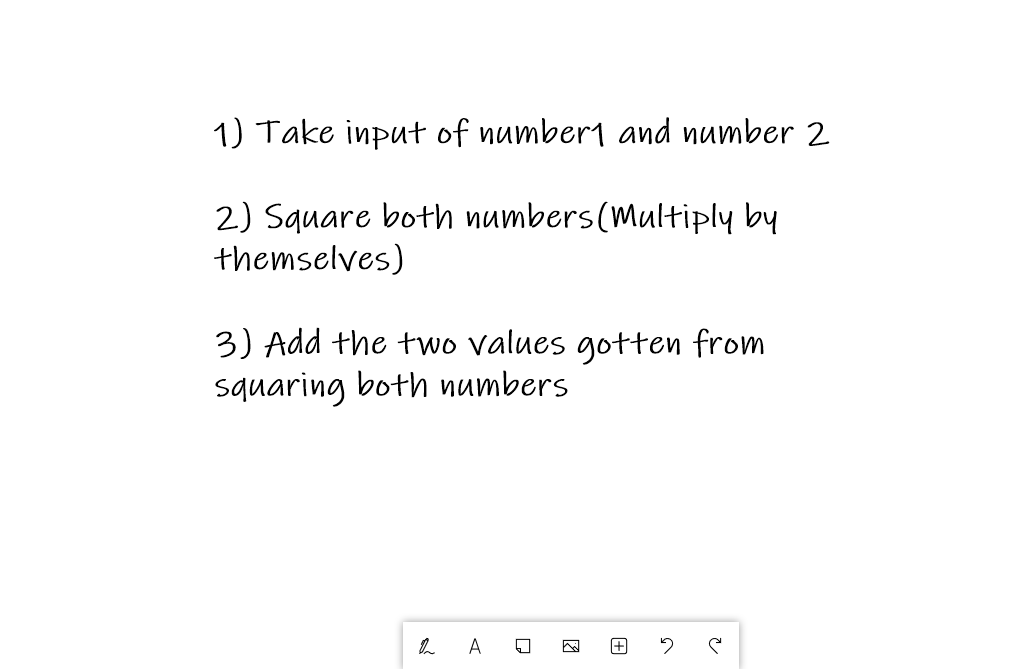 1) Take input of number1 and number 2
2) Square both numbers(Multiply by
themselves)
3) Add the two values gotten from
squaring both numbers